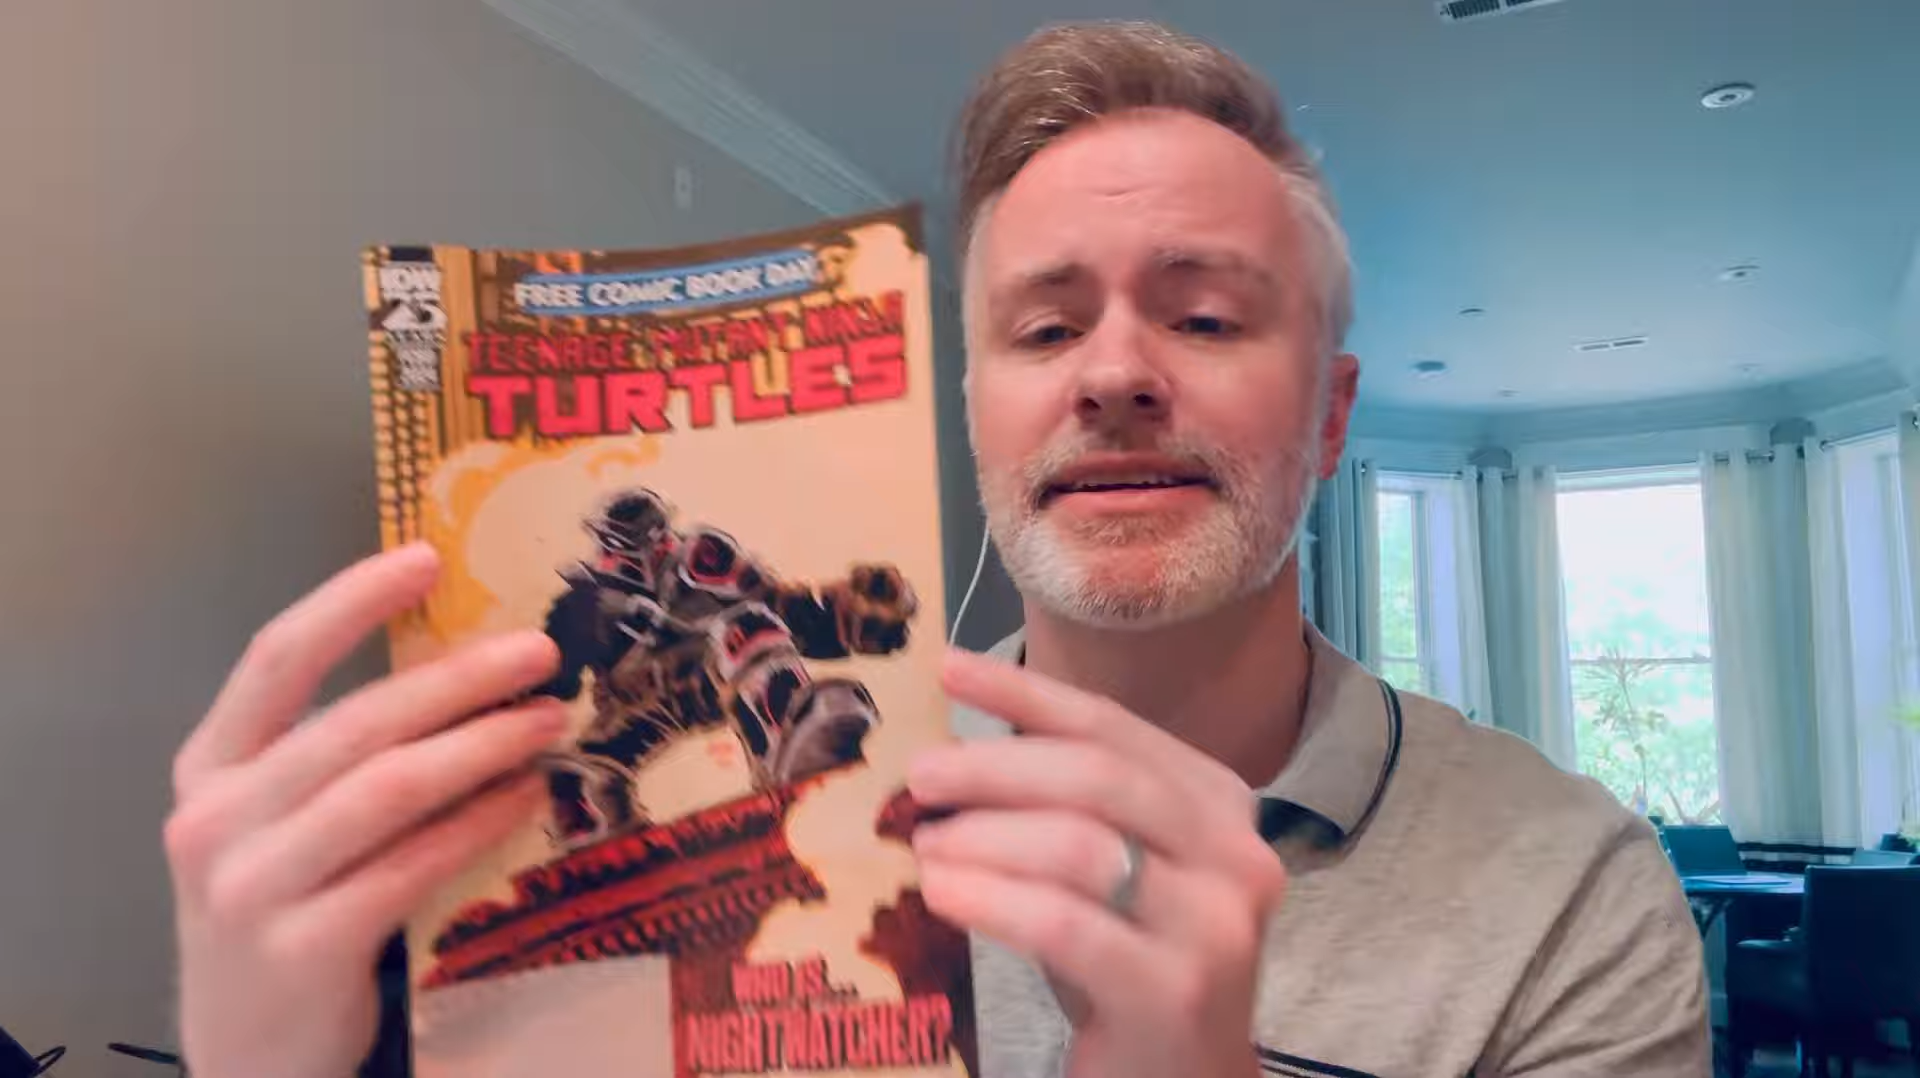 IDW
25
FREE COMIC BOOK DAY
TEENAGE MUTANT NINJA
TURTLES
WHO IS...
NIGHTWATCHER?